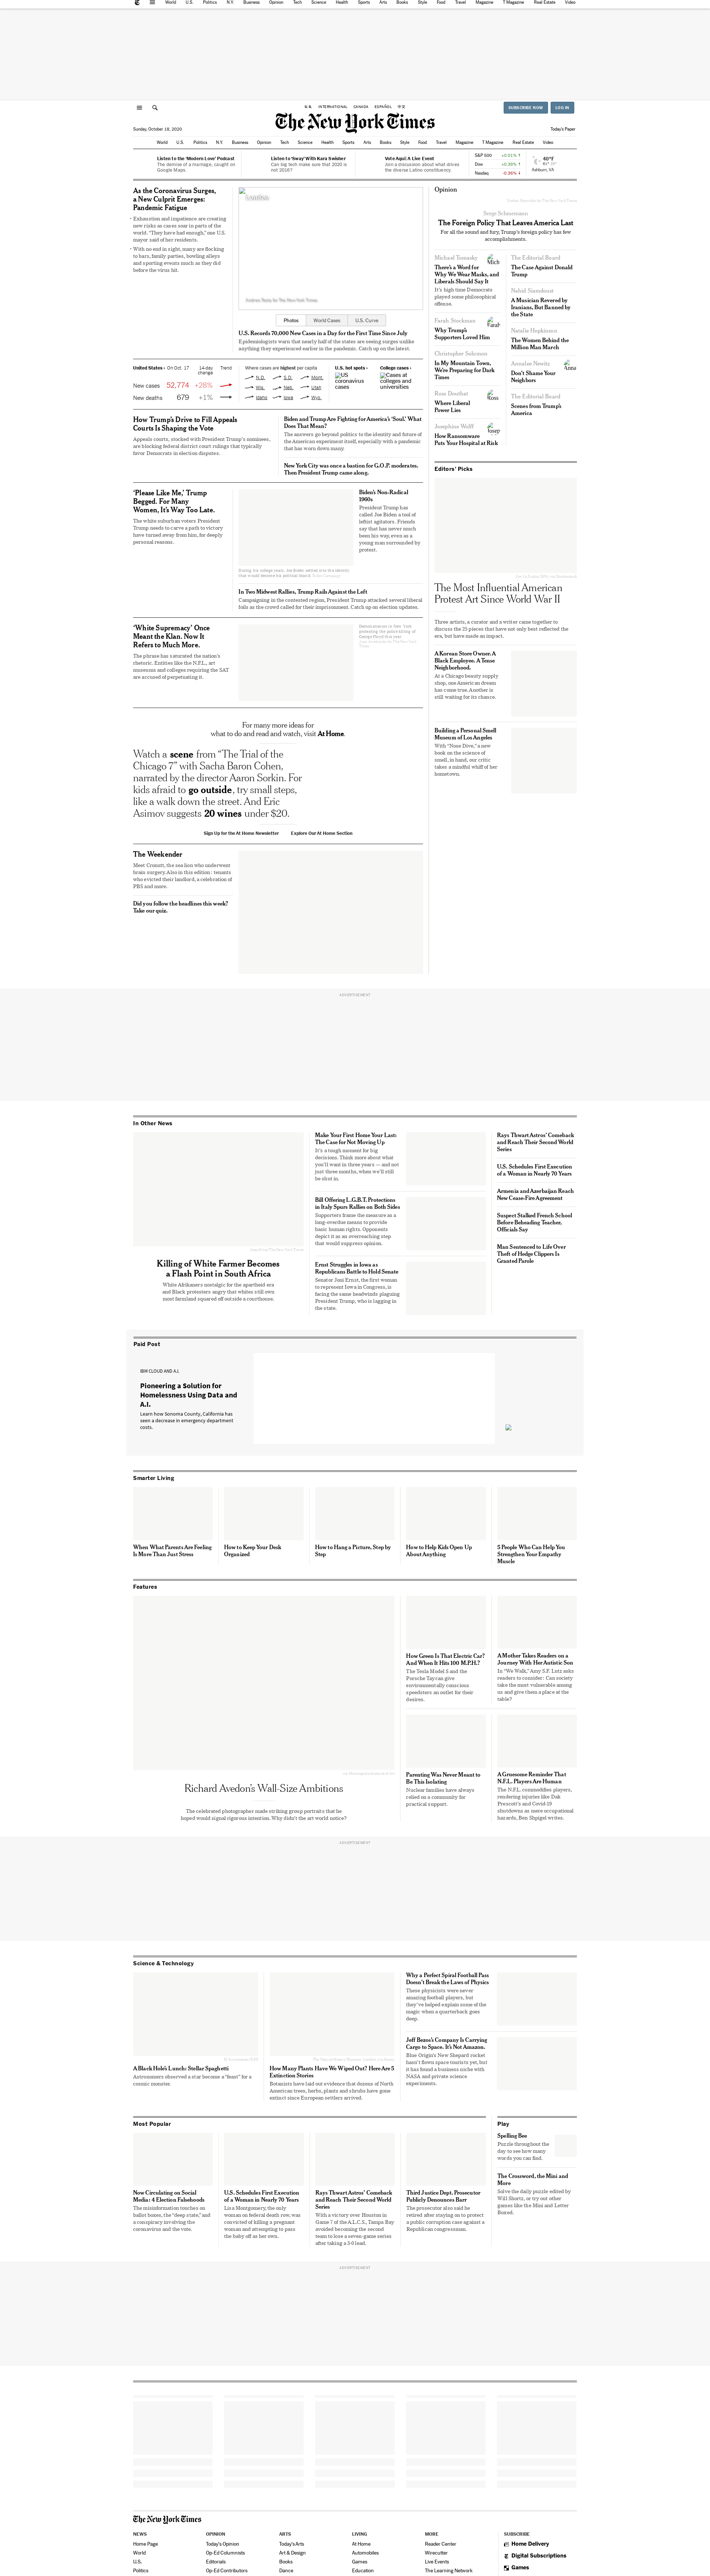 World U.S. Politics N.Y. Business Opinion Tech Science Health Sports Arts Books Style Food Travel Magazine T Magazine Real Estate Video
U.S. INTERNATIONAL CANADA ESPAÑOL 中文
SUBSCRIBE NOW LOG IN
The New York Times
Sunday, October 18, 2020
Today's Paper
World U.S. Politics N.Y. Business Opinion Tech Science Health Sports Arts Books Style Food Travel Magazine T Magazine Real Estate Video
Listen to the 'Modern Love' Podcast
The demise of a marriage, caught on
Google Maps.
Listen to 'Sway' With Kara Swisher
Can big tech make sure that 2020 is
not 2016?
Vote Aquí: A Live Event
Join a discussion about what drives
the diverse Latino constituency.
S&P 500 +0.01% ↑
Dow +0.39% ↑
Nasdaq -0.36% ↓
40°F
Ashburn, VA
As the Coronavirus Surges,
a New Culprit Emerges:
Pandemic Fatigue
• Exhaustion and impatience are creating
new risks as cases soar in parts of the
world. “They have had enough,” one U.S.
mayor said of her residents.
• With no end in sight, many are flocking
to bars, family parties, bowling alleys
and sporting events much as they did
before the virus hit.
London
Andrew Testa for The New York Times
Photos World Cases U.S. Curve
U.S. Records 70,000 New Cases in a Day for the First Time Since July
Epidemiologists warn that nearly half of the states are seeing surges unlike
anything they experienced earlier in the pandemic. Catch up on the latest.
United States › On Oct. 17 14-day change Trend
New cases 52,774 +28%
New deaths 679 +1%
Where cases are highest per capita
N.D. S.D. Mont.
Wis. Neb. Utah
Idaho Iowa Wyo.
U.S. hot spots ›
US
coronavirus
cases
College cases ›
Cases at
colleges and
universities
How Trump's Drive to Fill Appeals
Courts Is Shaping the Vote
Appeals courts, stocked with President Trump's nominees,
are blocking federal district court rulings that typically
favor Democrats in election disputes.
Biden and Trump Are Fighting for America's ‘Soul.’ What
Does That Mean?
The answers go beyond politics to the identity and future of
the American experiment itself, especially with a pandemic
that has worn down many.
New York City was once a bastion for G.O.P. moderates.
Then President Trump came along.
‘Please Like Me,’ Trump
Begged. For Many
Women, It's Way Too Late.
The white suburban voters President
Trump needs to carve a path to victory
have turned away from him, for deeply
personal reasons.
During his college years, Joe Biden settled into the identity
that would become his political brand. Biden Campaign
Biden's Non-Radical
1960s
President Trump has
called Joe Biden a tool of
leftist agitators. Friends
say that has never much
been his way, even as a
young man surrounded by
protest.
In Two Midwest Rallies, Trump Rails Against the Left
Campaigning in the contested region, President Trump attacked several liberal
foils as the crowd called for their imprisonment. Catch up on election updates.
‘White Supremacy’ Once
Meant the Klan. Now It
Refers to Much More.
The phrase has saturated the nation's
rhetoric. Entities like the N.F.L., art
museums and colleges requiring the SAT
are accused of perpetuating it.
Demonstrations in New York
protesting the police killing of
George Floyd this year.
For many more ideas for
what to do and read and watch, visit At Home.
Watch a scene from “The Trial of the
Chicago 7” with Sacha Baron Cohen,
narrated by the director Aaron Sorkin. For
kids afraid to go outside, try small steps,
like a walk down the street. And Eric
Asimov suggests 20 wines under $20.
Sign Up for the At Home Newsletter Explore Our At Home Section
The Weekender
Meet Cronutt, the sea lion who underwent
brain surgery. Also in this edition: tenants
who evicted their landlord, a celebration of
PBS and more.
Did you follow the headlines this week?
Take our quiz.
Opinion
Serge Schmemann
The Foreign Policy That Leaves America Last
For all the sound and fury, Trump's foreign policy has few
accomplishments.
Michael Tomasky
There's a Word for
Why We Wear Masks, and
Liberals Should Say It
It's high time Democrats
played some philosophical
offense.
Farah Stockman
Why Trump's
Supporters Loved Him
Christopher Solomon
In My Mountain Town,
We're Preparing for Dark
Times
Ross Douthat
Where Liberal
Power Lies
Josephine Wolff
How Ransomware
Puts Your Hospital at Risk
The Editorial Board
The Case Against Donald
Trump
Nahid Siamdoust
A Musician Revered by
Iranians, But Banned by
the State
Natalie Hopkinson
The Women Behind the
Million Man March
Annalee Newitz
Don't Shame Your
Neighbors
The Editorial Board
Scenes from Trump's
America
Editors' Picks
The Most Influential American
Protest Art Since World War II
Three artists, a curator and a writer came together to
discuss the 25 pieces that have not only best reflected the
era, but have made an impact.
A Korean Store Owner. A
Black Employee. A Tense
Neighborhood.
At a Chicago beauty supply
shop, one American dream
has come true. Another is
still waiting for its chance.
Building a Personal Smell
Museum of Los Angeles
With “Nose Dive,” a new
book on the science of
smell, in hand, our critic
takes a mindful whiff of her
hometown.
ADVERTISEMENT
In Other News
Killing of White Farmer Becomes
a Flash Point in South Africa
White Afrikaners nostalgic for the apartheid era
and Black protesters angry that whites still own
most farmland squared off outside a courthouse.
Make Your First Home Your Last:
The Case for Not Moving Up
It's a tough moment for big
decisions. Think more about what
you'll want in three years — and not
just three months, when we'll still
be shut in.
Bill Offering L.G.B.T. Protections
in Italy Spurs Rallies on Both Sides
Supporters frame the measure as a
long-overdue means to provide
basic human rights. Opponents
depict it as an overreaching step
that would suppress opinion.
Ernst Struggles in Iowa as
Republicans Battle to Hold Senate
Senator Joni Ernst, the first woman
to represent Iowa in Congress, is
facing the same headwinds plaguing
President Trump, who is lagging in
the state.
Rays Thwart Astros' Comeback
and Reach Their Second World
Series
U.S. Schedules First Execution
of a Woman in Nearly 70 Years
Armenia and Azerbaijan Reach
New Cease-Fire Agreement
Suspect Stalked French School
Before Beheading Teacher,
Officials Say
Man Sentenced to Life Over
Theft of Hedge Clippers Is
Granted Parole
Paid Post
IBM CLOUD AND A.I.
Pioneering a Solution for
Homelessness Using Data and
A.I.
Learn how Sonoma County, California has
seen a decrease in emergency department
costs.
Smarter Living
When What Parents Are Feeling
Is More Than Just Stress
How to Keep Your Desk
Organized
How to Hang a Picture, Step by
Step
How to Help Kids Open Up
About Anything
5 People Who Can Help You
Strengthen Your Empathy
Muscle
Features
Richard Avedon's Wall-Size Ambitions
The celebrated photographer made striking group portraits that he
hoped would signal rigorous intention. Why didn't the art world notice?
How Green Is That Electric Car?
And When It Hits 100 M.P.H.?
The Tesla Model S and the
Porsche Taycan give
environmentally conscious
speedsters an outlet for their
desires.
A Mother Takes Readers on a
Journey With Her Autistic Son
In “We Walk,” Amy S.F. Lutz asks
readers to consider: Can society
take the most vulnerable among
us and give them a place at the
table?
Parenting Was Never Meant to
Be This Isolating
Nuclear families have always
relied on a community for
practical support.
A Gruesome Reminder That
N.F.L. Players Are Human
The N.F.L. commodifies players,
rendering injuries like Dak
Prescott's and Covid-19
shutdowns as mere occupational
hazards, Ben Shpigel writes.
ADVERTISEMENT
Science & Technology
A Black Hole's Lunch: Stellar Spaghetti
Astronomers observed a star become a “feast” for a
cosmic monster.
How Many Plants Have We Wiped Out? Here Are 5
Extinction Stories
Botanists have laid out evidence that dozens of North
American trees, herbs, plants and shrubs have gone
extinct since European settlers arrived.
Why a Perfect Spiral Football Pass
Doesn't Break the Laws of Physics
These physicists were never
amazing football players, but
they've helped explain some of the
magic when a quarterback goes
deep.
Jeff Bezos's Company Is Carrying
Cargo to Space. It's Not Amazon.
Blue Origin's New Shepard rocket
hasn't flown space tourists yet, but
it has found a business niche with
NASA and private science
experiments.
Most Popular
Now Circulating on Social
Media: 4 Election Falsehoods
The misinformation touches on
ballot boxes, the “deep state,” and
a conspiracy involving the
coronavirus and the vote.
U.S. Schedules First Execution
of a Woman in Nearly 70 Years
Lisa Montgomery, the only
woman on federal death row, was
convicted of killing a pregnant
woman and attempting to pass
the baby off as her own.
Rays Thwart Astros' Comeback
and Reach Their Second World
Series
With a victory over Houston in
Game 7 of the A.L.C.S., Tampa Bay
avoided becoming the second
team to lose a seven-game series
after taking a 3-0 lead.
Third Justice Dept. Prosecutor
Publicly Denounces Barr
The prosecutor also said he
retired after staying on to protect
a public corruption case against a
Republican congressman.
Play
Spelling Bee
Puzzle throughout the
day to see how many
words you can find.
The Crossword, the Mini and
More
Solve the daily puzzle edited by
Will Shortz, or try out other
games like the Mini and Letter
Boxed.
ADVERTISEMENT
The New York Times
NEWS
Home Page
World
U.S.
Politics
OPINION
Today's Opinion
Op-Ed Columnists
Editorials
Op-Ed Contributors
ARTS
Today's Arts
Art & Design
Books
Dance
LIVING
At Home
Automobiles
Games
Education
MORE
Reader Center
Wirecutter
Live Events
The Learning Network
SUBSCRIBE
Home Delivery
Digital Subscriptions
Games